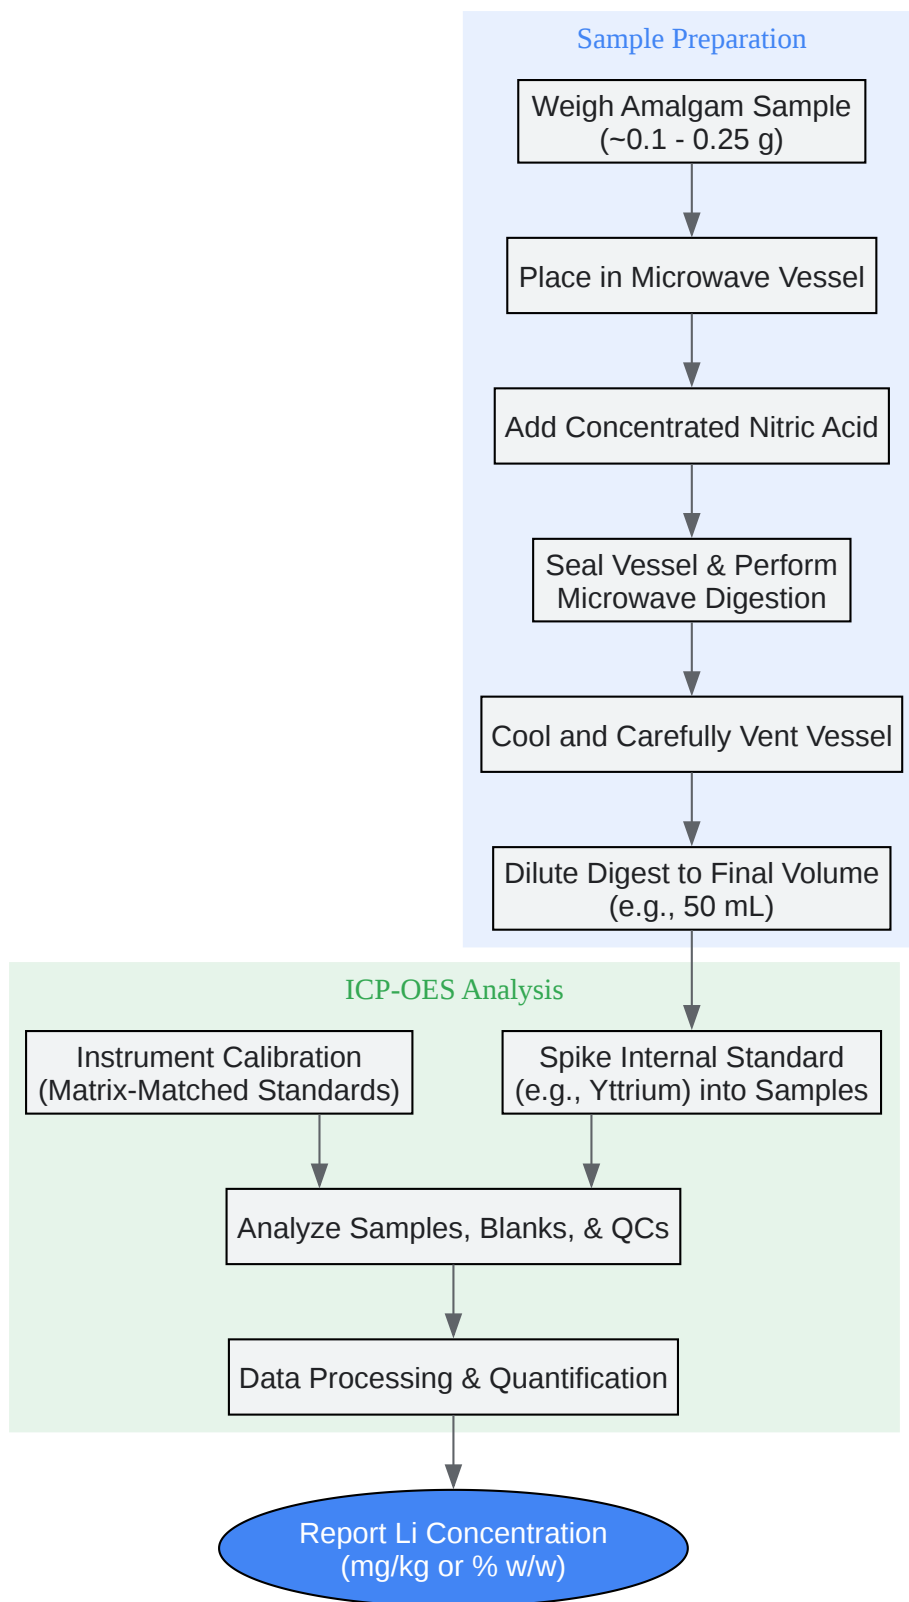 Sample Preparation
Weigh Amalgam Sample
(~0.1 - 0.25 g)
Place in Microwave Vessel
Add Concentrated Nitric Acid
Seal Vessel & Perform
Microwave Digestion
Cool and Carefully Vent Vessel
Dilute Digest to Final Volume
(e.g., 50 mL)
ICP-OES Analysis
Instrument Calibration
(Matrix-Matched Standards)
Spike Internal Standard
(e.g., Yttrium) into Samples
Analyze Samples, Blanks, & QCs
Data Processing & Quantification
Report Li Concentration
(mg/kg or % w/w)